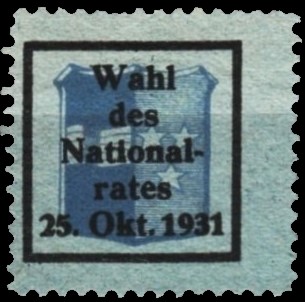 Wahl
des
National-
rates
25. Okt. 1931